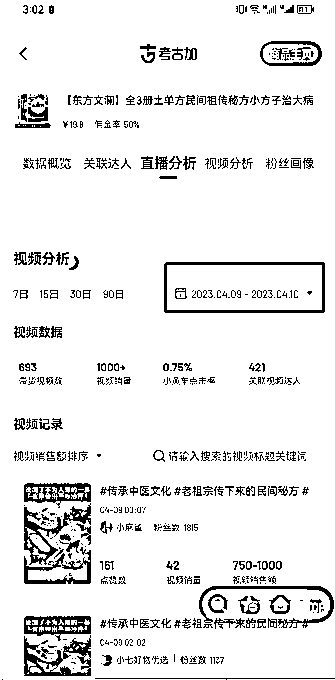 3:02
考古加
商品主页
【东方文澜】全3册土单方民间祖传秘方小方子治大病
¥19.8 佣金率 50%
数据概览 关联达人 直播分析 视频分析 粉丝画像
视频分析
7日 15日 30日 90日
2023.04.09 - 2023.04.10
视频数据
693 1000+ 0.75% 421
带货视频数 视频销量 小黄车点击率 关联视频达人
视频记录
视频销售额排序 请输入搜索的视频标题关键词
#传承中医文化 #老祖宗传下来的民间秘方 #
04-09 03:07
粉丝数 1815
161 42 750-1000
点赞数 视频销量 视频销售额
#传承中医文化 #老祖宗传下来的民间秘方 #
04-09 02:02
小七好物优选 粉丝数 1137